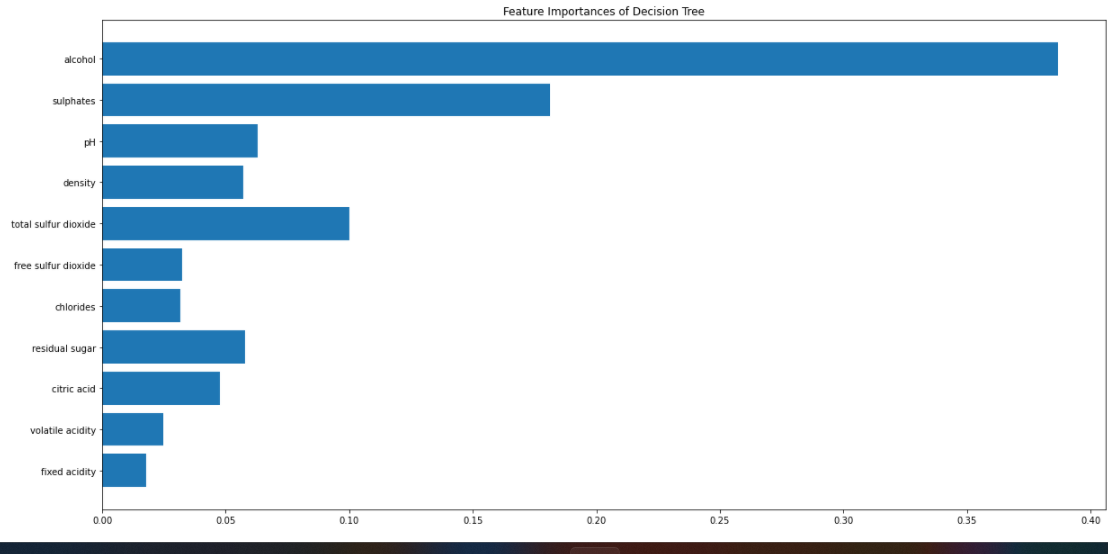 Feature Importances of Decision Tree
alcohol
sulphates
pH
density
total sulfur dioxide
free sulfur dioxide
chlorides
residual sugar
citric acid
volatile acidity
fixed acidity
0.00 0.05 0.10 0.15 0.20 0.25 0.30 0.35 0.40